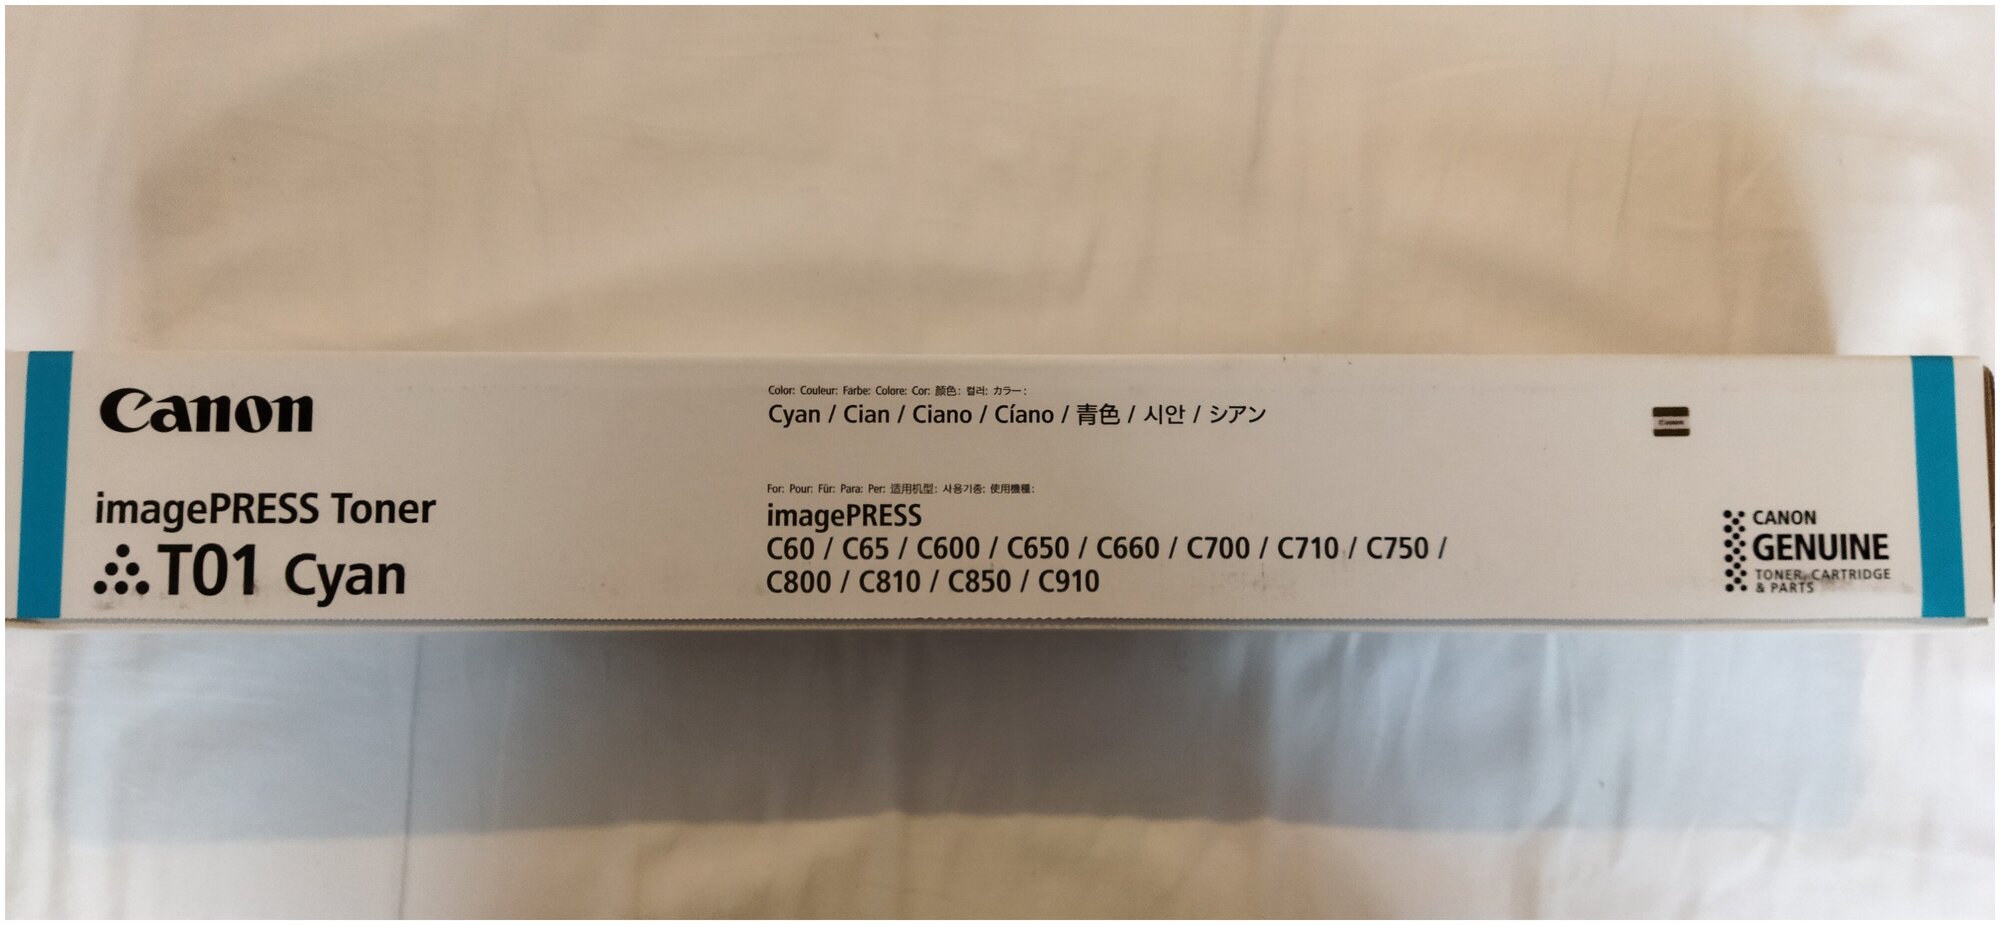 Canon
imagePRESS Toner
T01 Cyan
Color: Couleur: Farbe: Colore: Cor: 颜色: 컬러: カラー:
Cyan / Cian / Ciano / Cíano / 青色 / 시안 / シアン
For: Pour: Für: Para: Per: 适用机型: 사용기종: 使用機種:
imagePRESS
C60 / C65 / C600 / C650 / C660 / C700 / C710 / C750 /
C800 / C810 / C850 / C910
Canon
CANON
GENUINE
TONER, CARTRIDGE
& PARTS